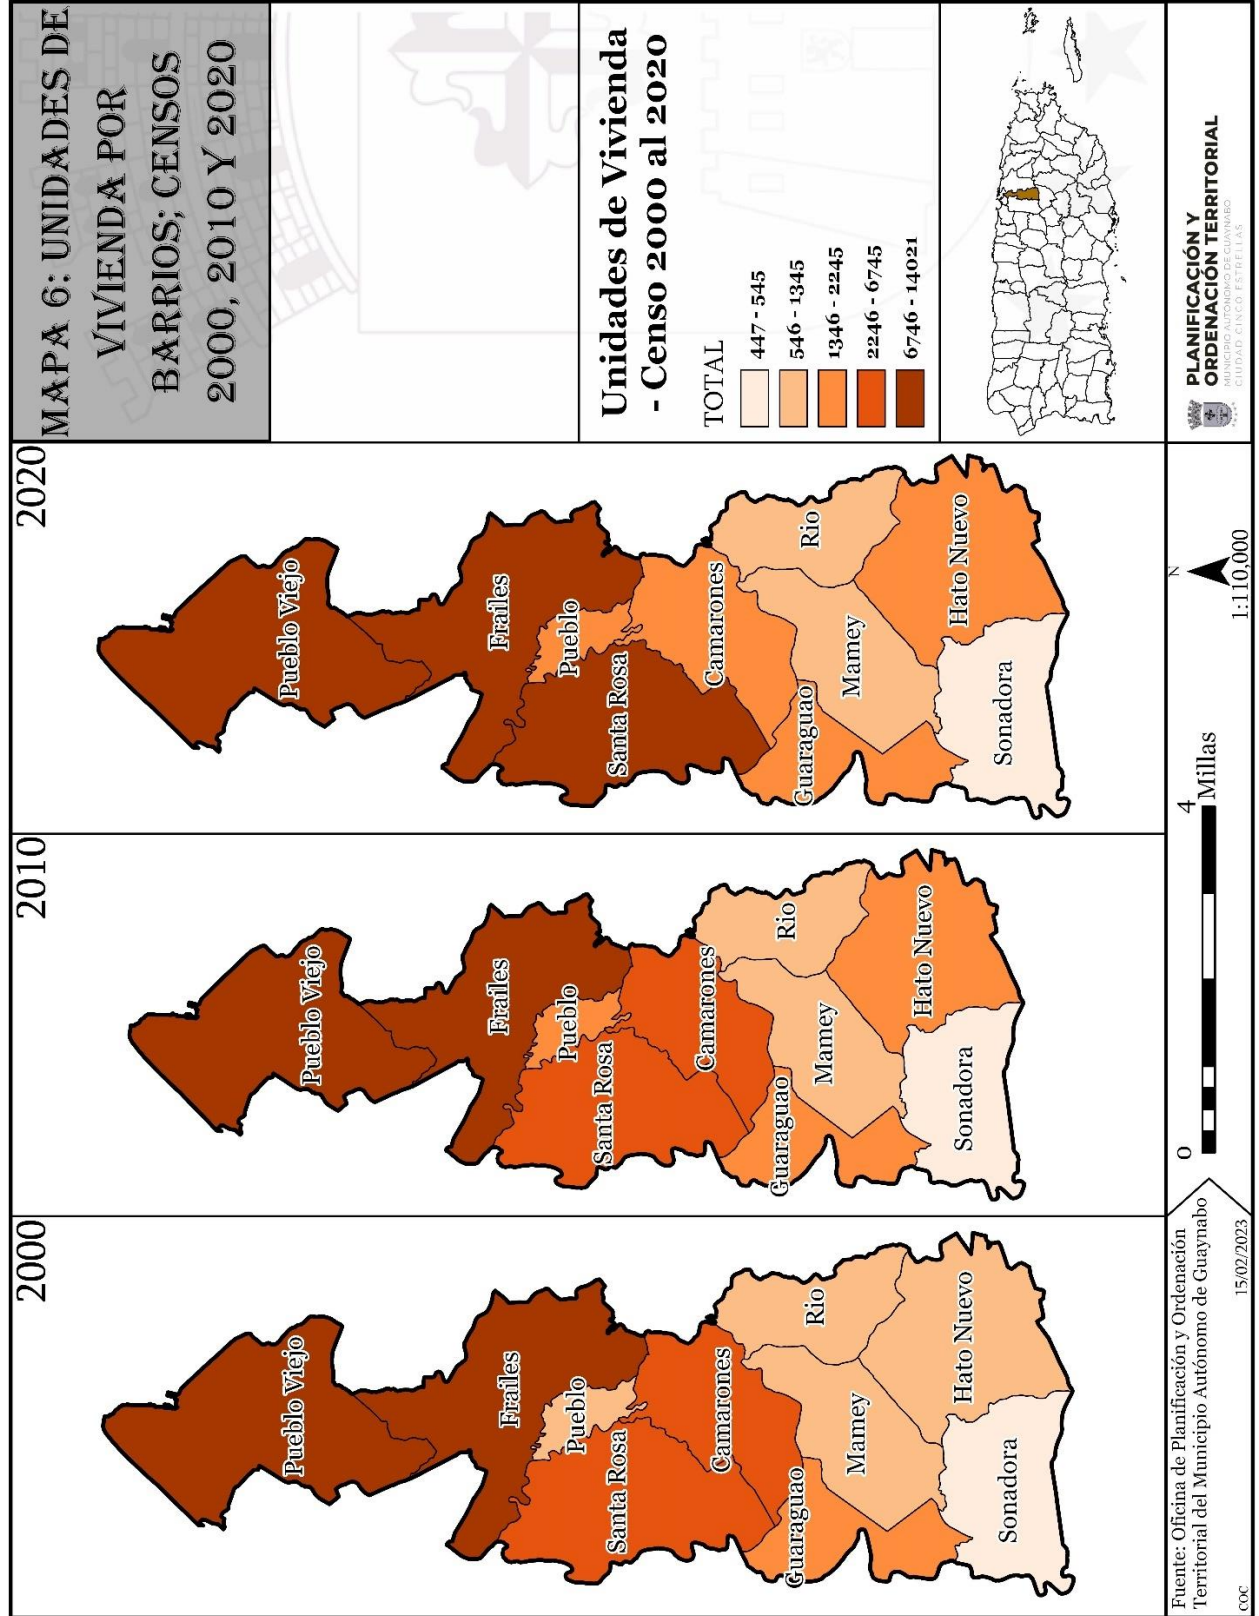 2000
Pueblo Viejo
Frailes
Pueblo
Santa Rosa
Camarones
Guaraguao
Rio
Mamey
Hato Nuevo
Sonadora
2010
Pueblo Viejo
Frailes
Pueblo
Santa Rosa
Camarones
Guaraguao
Rio
Mamey
Hato Nuevo
Sonadora
2020
Pueblo Viejo
Frailes
Pueblo
Santa Rosa
Camarones
Guaraguao
Rio
Mamey
Hato Nuevo
Sonadora
MAPA 6: UNIDADES DE
VIVIENDA POR
BARRIOS; CENSOS
2000, 2010 Y 2020
Unidades de Vivienda
- Censo 2000 al 2020
TOTAL
447 - 545
546 - 1345
1346 - 2245
2246 - 6745
6746 - 14021
Fuente: Oficina de Planificación y Ordenación
Territorial del Municipio Autónomo de Guaynabo
coc
15/02/2023
0
4
Millas
N
1:110,000
PLANIFICACIÓN Y
ORDENACIÓN TERRITORIAL
MUNICIPIO AUTÓNOMO DE GUAYNABO
CIUDAD CINCO ESTRELLAS